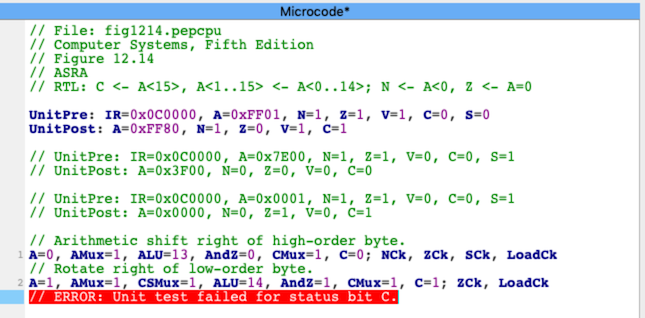 Microcode*
// File: fig1214.pepcpu
// Computer Systems, Fifth Edition
// Figure 12.14
// ASRA
// RTL: C <- A<15>, A<1..15> <- A<0..14>; N <- A<0, Z <- A=0
UnitPre: IR=0x0C0000, A=0xFF01, N=1, Z=1, V=1, C=0, S=0
UnitPost: A=0xFF80, N=1, Z=0, V=1, C=1
// UnitPre: IR=0x0C0000, A=0x7E00, N=1, Z=1, V=0, C=0, S=1
// UnitPost: A=0x3F00, N=0, Z=0, V=0, C=0
// UnitPre: IR=0x0C0000, A=0x0001, N=1, Z=1, V=0, C=0, S=1
// UnitPost: A=0x0000, N=0, Z=1, V=0, C=1
// Arithmetic shift right of high-order byte.
1 A=0, AMux=1, ALU=13, AndZ=0, CMux=1, C=0; NCk, ZCk, SCk, LoadCk
// Rotate right of low-order byte.
2 A=1, AMux=1, CSMux=1, ALU=14, AndZ=1, CMux=1, C=1; ZCk, LoadCk
// ERROR: Unit test failed for status bit C.